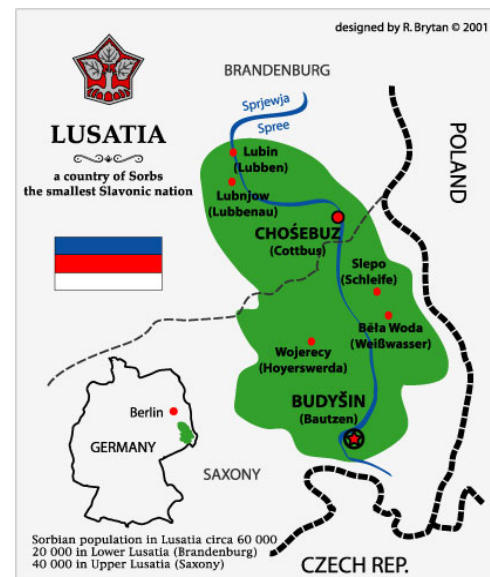 designed by R. Brytan © 2001
BRANDENBURG
Sprjewja
Spree
LUSATIA
a country of Sorbs
the smallest Slavonic nation
POLAND
Lubin
(Lubben)
Lubnjow
(Lubbenau)
CHOŚEBUZ
(Cottbus)
Slepo
(Schleife)
Běła Woda
(Weißwasser)
Wojerecy
(Hoyerswerda)
BUDYŠIN
(Bautzen)
Berlin
GERMANY
SAXONY
Sorbian population in Lusatia circa 60 000
20 000 in Lower Lusatia (Brandenburg)
40 000 in Upper Lusatia (Saxony)
CZECH REP.